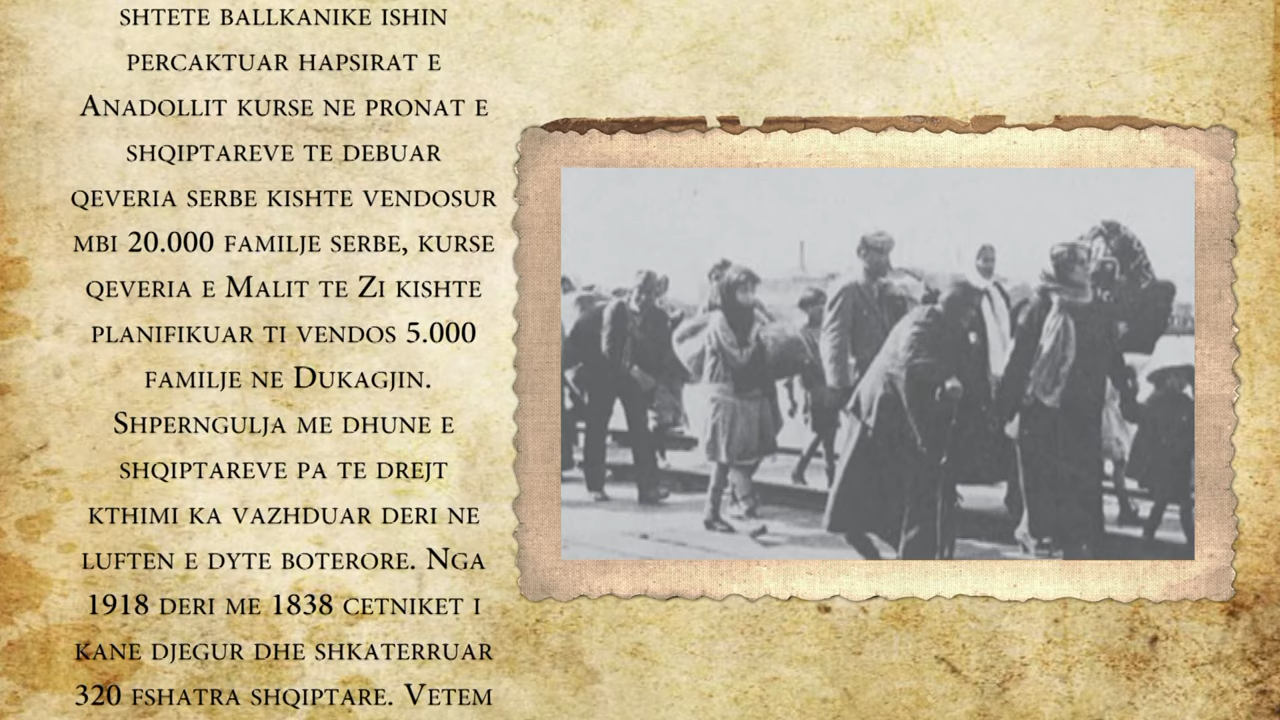 SHTETE BALLKANIKE ISHIN
PERCAKTUAR HAPSIRAT E
ANADOLLIT KURSE NE PRONAT E
SHQIPTAREVE TE DEBUAR
QEVERIA SERBE KISHTE VENDOSUR
MBI 20.000 FAMILJE SERBE, KURSE
QEVERIA E MALIT TE ZI KISHTE
PLANIFIKUAR TI VENDOS 5.000
FAMILJE NE DUKAGJIN.
SHPERNGULJA ME DHUNE E
SHQIPTAREVE PA TE DREJT
KTHIMI KA VAZHDUAR DERI NE
LUFTEN E DYTE BOTERORE. NGA
1918 DERI ME 1838 CETNIKET I
KANE DJEGUR DHE SHKATERRUAR
320 FSHATRA SHQIPTARE. VETEM